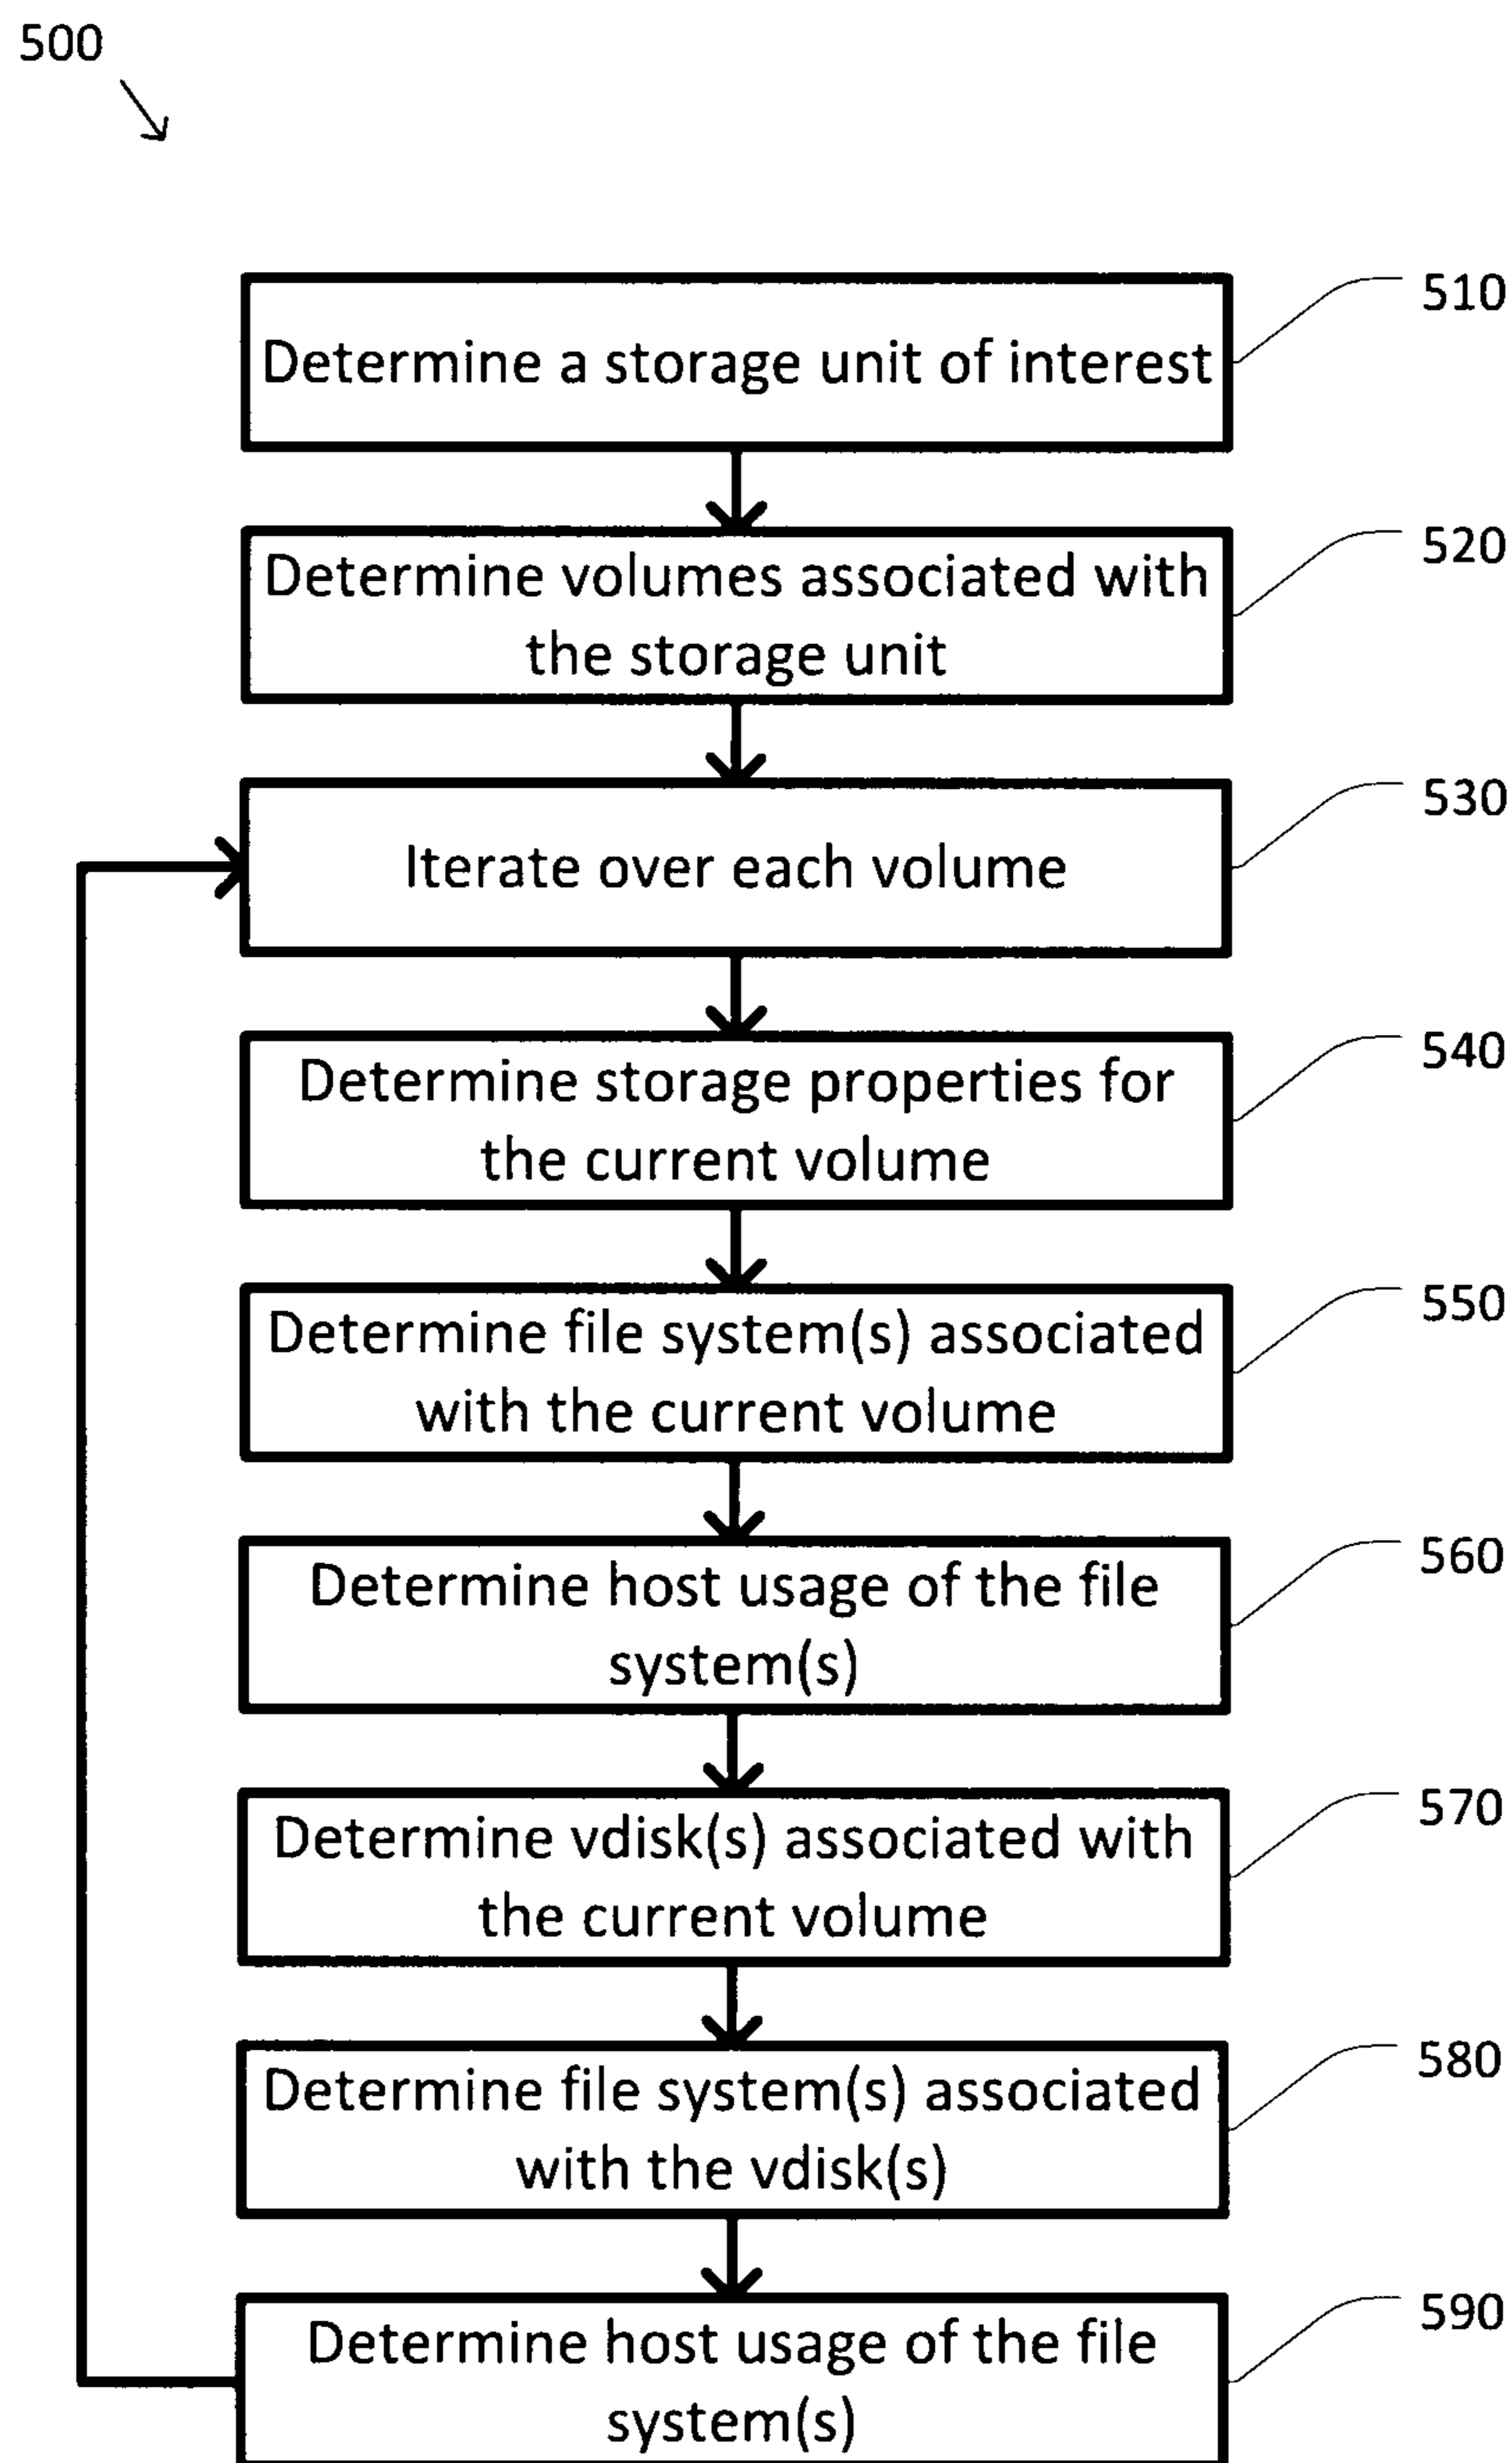 500
Determine a storage unit of interest
510
Determine volumes associated with
the storage unit
520
Iterate over each volume
530
Determine storage properties for
the current volume
540
Determine file system(s) associated
with the current volume
550
Determine host usage of the file
system(s)
560
Determine vdisk(s) associated with
the current volume
570
Determine file system(s) associated
with the vdisk(s)
580
Determine host usage of the file
system(s)
590